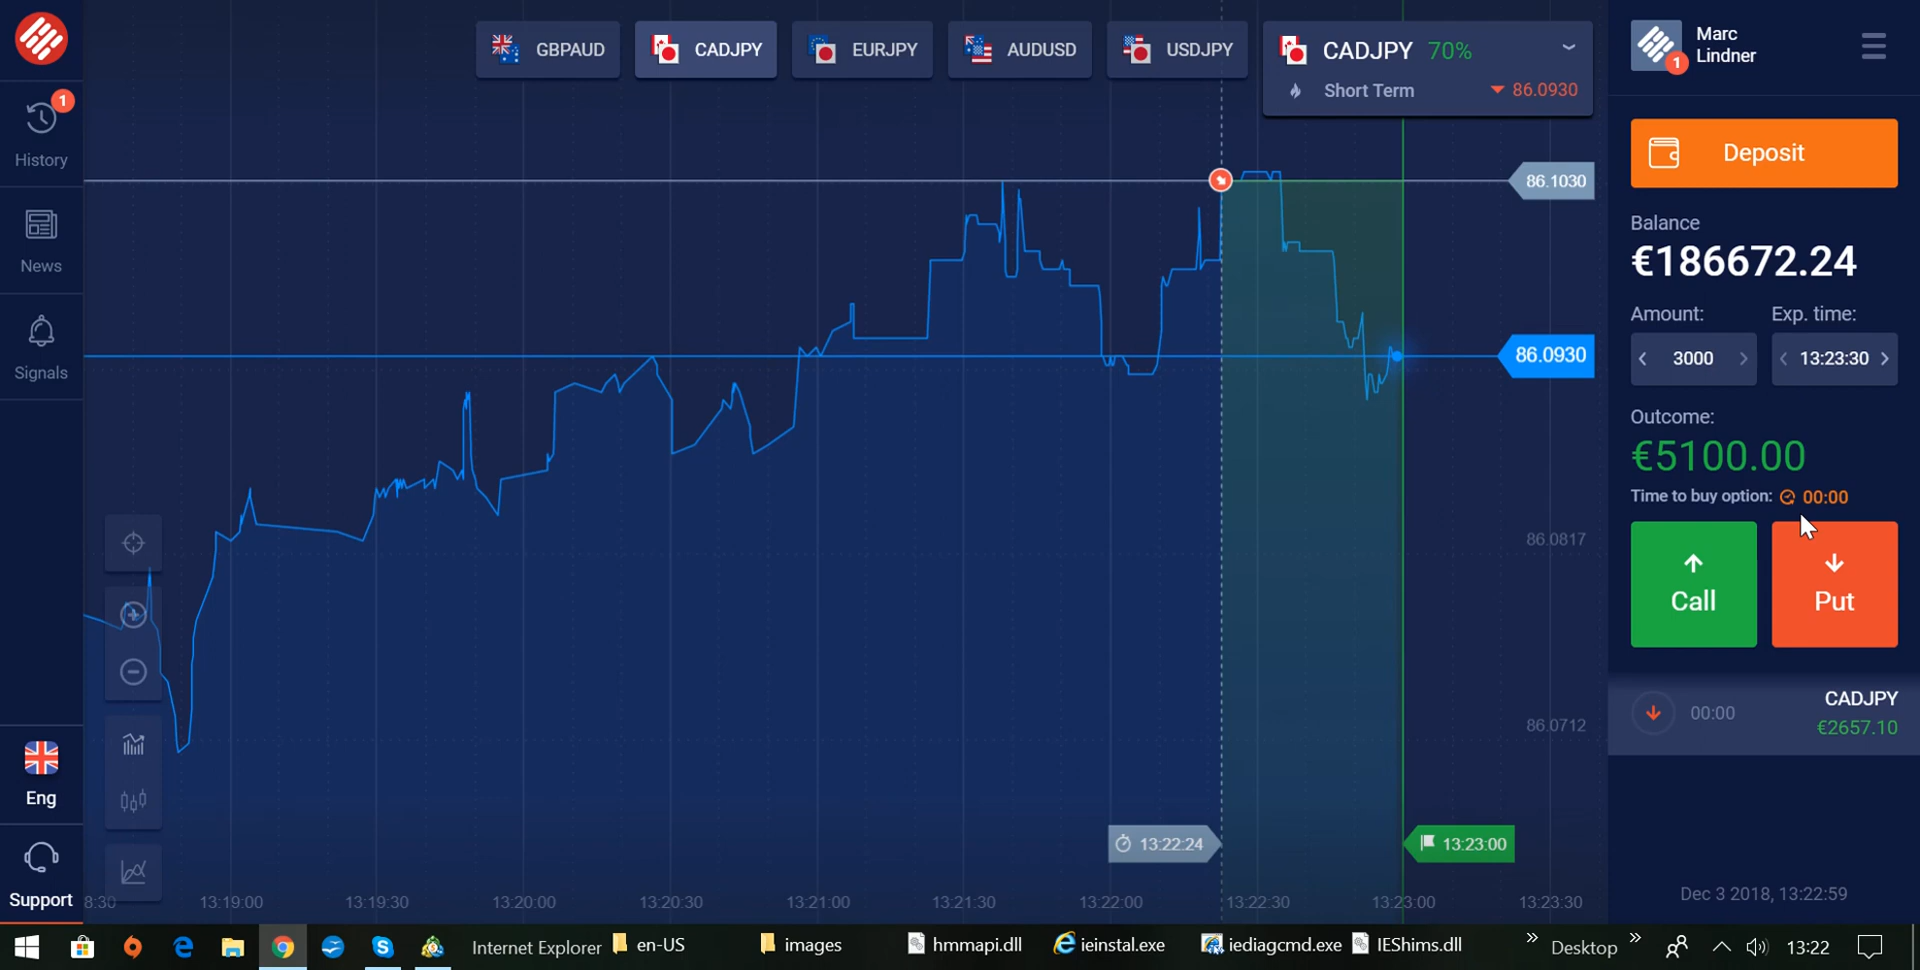 GBPAUD
CADJPY
EURJPY
AUDUSD
USDJPY
CADJPY 70%
Short Term
86.0930
1
Marc
Lindner
1
History
News
Signals
Eng
Support
Deposit
Balance
€186672.24
Amount:
Exp. time:
3000
13:23:30
Outcome:
€5100.00
Time to buy option: 00:00
Call
Put
00:00
CADJPY
€2657.10
Dec 3 2018, 13:22:59
86.1030
86.0930
86.0817
86.0712
13:22:24
13:23:00
8:30
13:19:00
13:19:30
13:20:00
13:20:30
13:21:00
13:21:30
13:22:00
13:22:30
13:23:00
13:23:30
Internet Explorer
en-US
images
hmmapi.dll
ieinstal.exe
iediagcmd.exe
IEShims.dll
Desktop
13:22